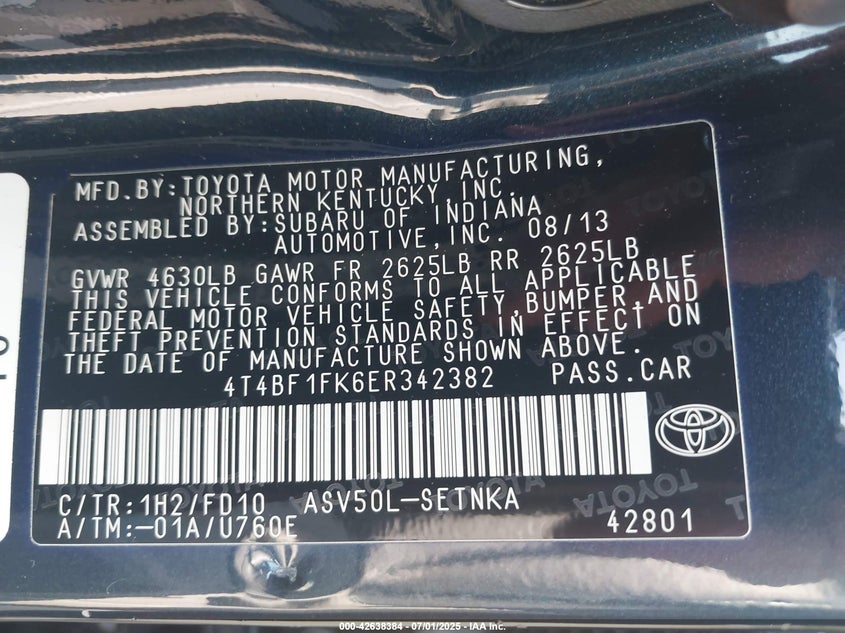 MFD.BY:TOYOTA MOTOR MANUFACTURING,
NORTHERN KENTUCKY,INC.
ASSEMBLED BY:SUBARU OF INDIANA
AUTOMOTIVE,INC. 08/13
GVWR 4630LB GAWR FR 2625LB RR 2625LB
THIS VEHICLE CONFORMS TO ALL APPLICABLE
FEDERAL MOTOR VEHICLE SAFETY,BUMPER,AND
THEFT PREVENTION STANDARDS IN EFFECT ON
THE DATE OF MANUFACTURE SHOWN ABOVE.
4T4BF1FK6ER342382 PASS.CAR
C/TR:1H2/FD10 ASV50L-SETNKA
A/TM:-01A/U760E 42801
000-42638384 - 07/01/2025 - IAA Inc.